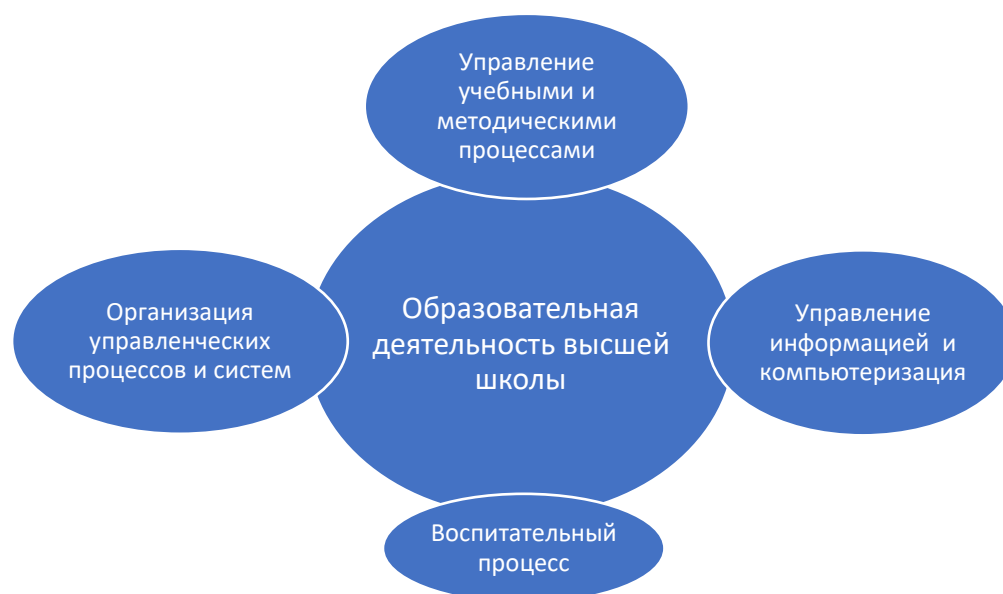 Управление
учебными и
методическими
процессами
Организация
управленческих
процессов и систем
Образовательная
деятельность высшей
школы
Управление
информацией и
компьютеризация
Воспитательный
процесс